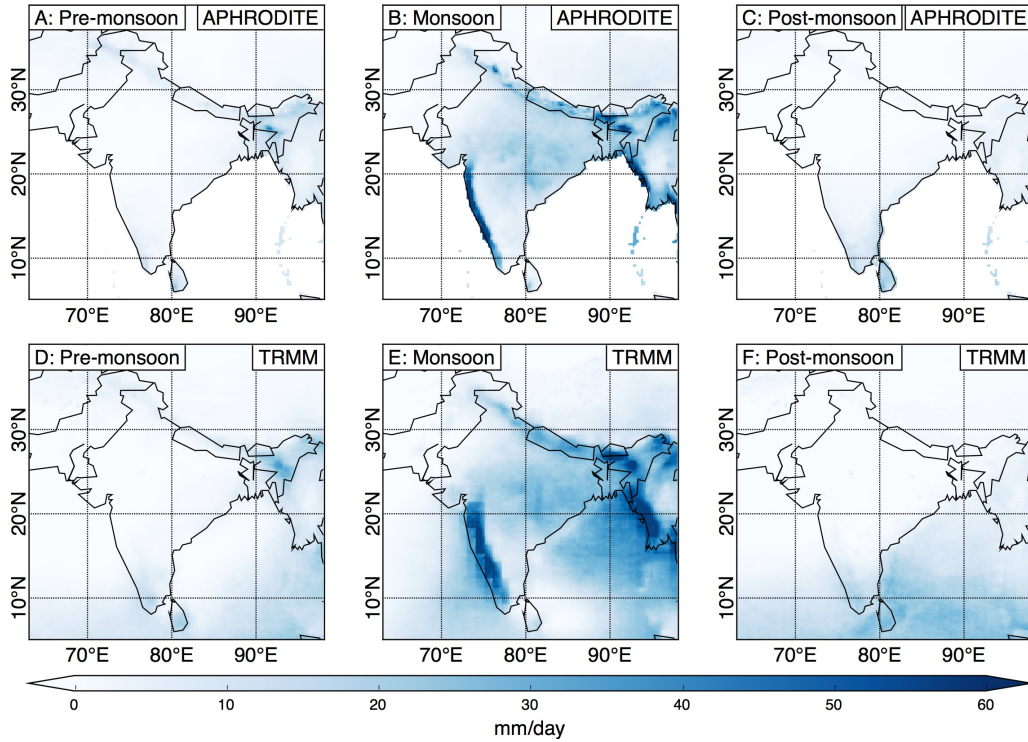 A: Pre-monsoon APHRODITE
B: Monsoon APHRODITE
C: Post-monsoon APHRODITE
30°N
20°N
10°N
70°E 80°E 90°E
30°N
20°N
10°N
70°E 80°E 90°E
30°N
20°N
10°N
70°E 80°E 90°E
D: Pre-monsoon TRMM
E: Monsoon TRMM
F: Post-monsoon TRMM
30°N
20°N
10°N
70°E 80°E 90°E
30°N
20°N
10°N
70°E 80°E 90°E
30°N
20°N
10°N
70°E 80°E 90°E
0 10 20 30 40 50 60
mm/day